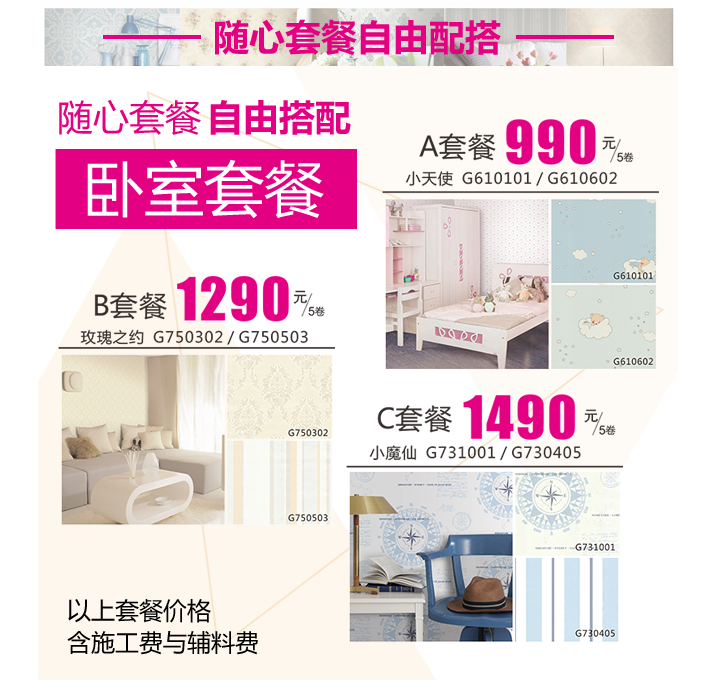 随心套餐自由配搭
随心套餐 自由搭配
卧室套餐
A套餐 990 元/5卷
小天使 G610101 / G610602
G610101
G610602
B套餐 1290 元/5卷
玫瑰之约 G750302 / G750503
G750302
G750503
C套餐 1490 元/5卷
小魔仙 G731001 / G730405
G731001
G730405
以上套餐价格
含施工费与辅料费